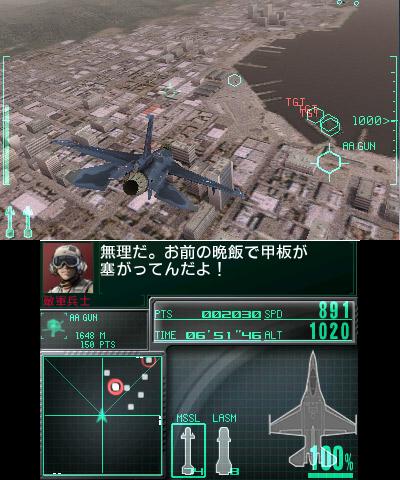 TGT
TGT
1000>
AA GUN
無理だ。お前の晩飯で甲板が
塞がってんだよ！
敵軍兵士
AA GUN
1648 M
150 PTS
PTS 002030 SPD 891
TIME 06'51"46 ALT 1020
MSSL LASM
100%